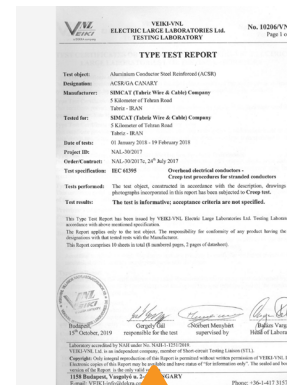 VNL
VEIKI
VEIKI-VNL
ELECTRIC LARGE LABORATORIES Ltd.
TESTING LABORATORY
No. 10206/VN
Page 1 o
TYPE TEST REPORT
Test object: Aluminium Conductor Steel Reinforced (ACSR)
Designation: ACSR/GA CANARY
Manufacturer: SIMCAT (Tabriz Wire & Cable) Company
5 Kilometer of Tehran Road
Tabriz - IRAN
Tested for: SIMCAT (Tabriz Wire & Cable) Company
5 Kilometer of Tehran Road
Tabriz - IRAN
Date of tests: 01 January 2018 - 19 February 2018
Project ID: NAL-30/2017
Order/Contract: NAL-30/2017a, 24th July 2017
Test specification: IEC 61395 Overhead electrical conductors -
Creep test procedures for stranded conductors
Tests performed: The test object, constructed in accordance with the description, drawings
photographs incorporated in this report has been subjected to Creep test.
Test results: The test is informative; acceptance criteria are not specified.
This Type Test Report has been issued by VEIKI-VNL Electric Large Laboratories Ltd. Testing Laborato
accordance with above mentioned specification.
The Report applies only to the test object. The responsibility for conformity of any product having the
designations with that tested rests with the Manufacturer.
This Report comprises 10 sheets in total (8 numbered pages, 2 pages of datasheet).
Budapest, Gergely Gál Norbert Menyhárt Balázs Varg
15th October, 2019 responsible for the test supervised by Head of Labora
Laboratory accredited by NAH under No. NAH-1-1251/2019.
VEIKI-VNL Ltd. is an independent company, member of Short-circuit Testing Liaison (STL).
Copyright: Only integral reproduction of this Report is permitted without written permission of VEIKI-VNL L
Electronic copies of this Report may be available and have status of "for information only". The sealed and bo
version of the Report is the only valid
1158 Budapest, Vasgolyó u. GARY
E-mail: VEIKI-info@dekra.com Phone: +36-1-417 3157